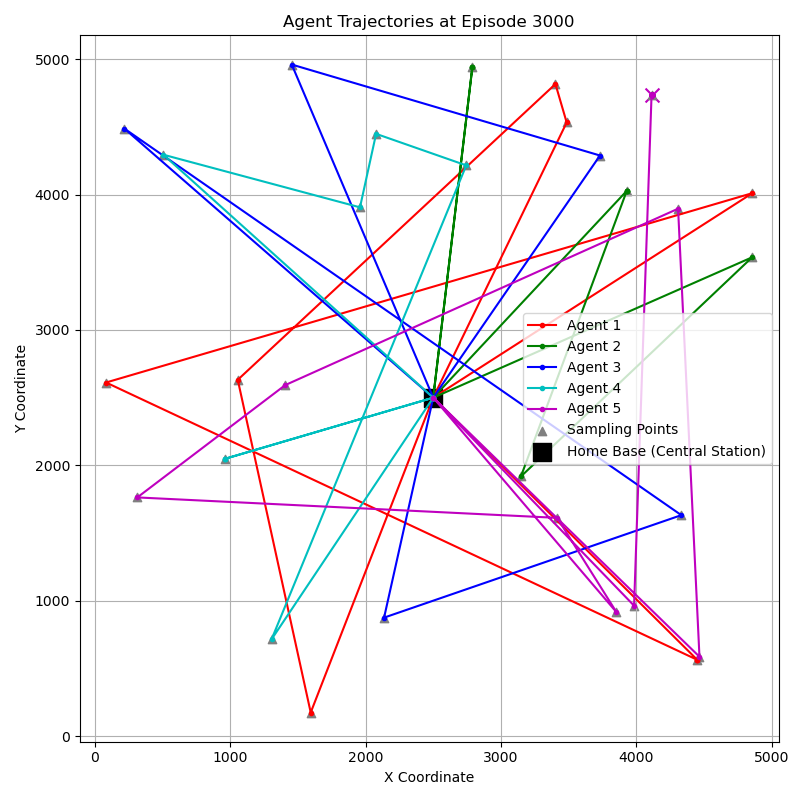 Agent Trajectories at Episode 3000
Y Coordinate
5000
4000
3000
2000
1000
0
Agent 1
Agent 2
Agent 3
Agent 4
Agent 5
Sampling Points
Home Base (Central Station)
0 1000 2000 3000 4000 5000
X Coordinate